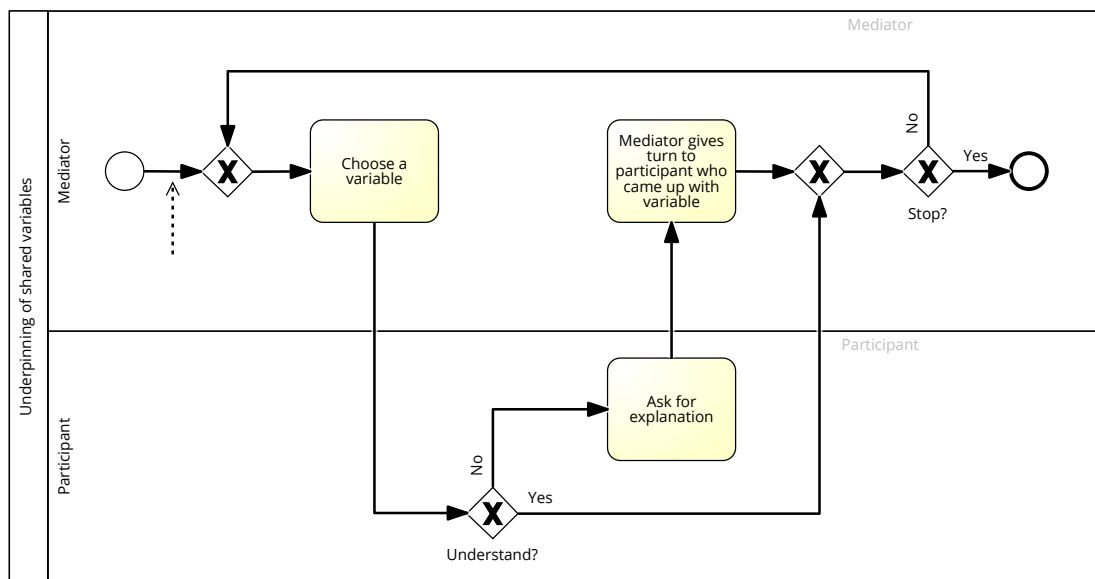 Underpinning of shared variables
Mediator
Mediator
Choose a
variable
Mediator gives
turn to
participant who
came up with
variable
No
Yes
Stop?
Participant
Participant
Ask for
explanation
No
Yes
Understand?